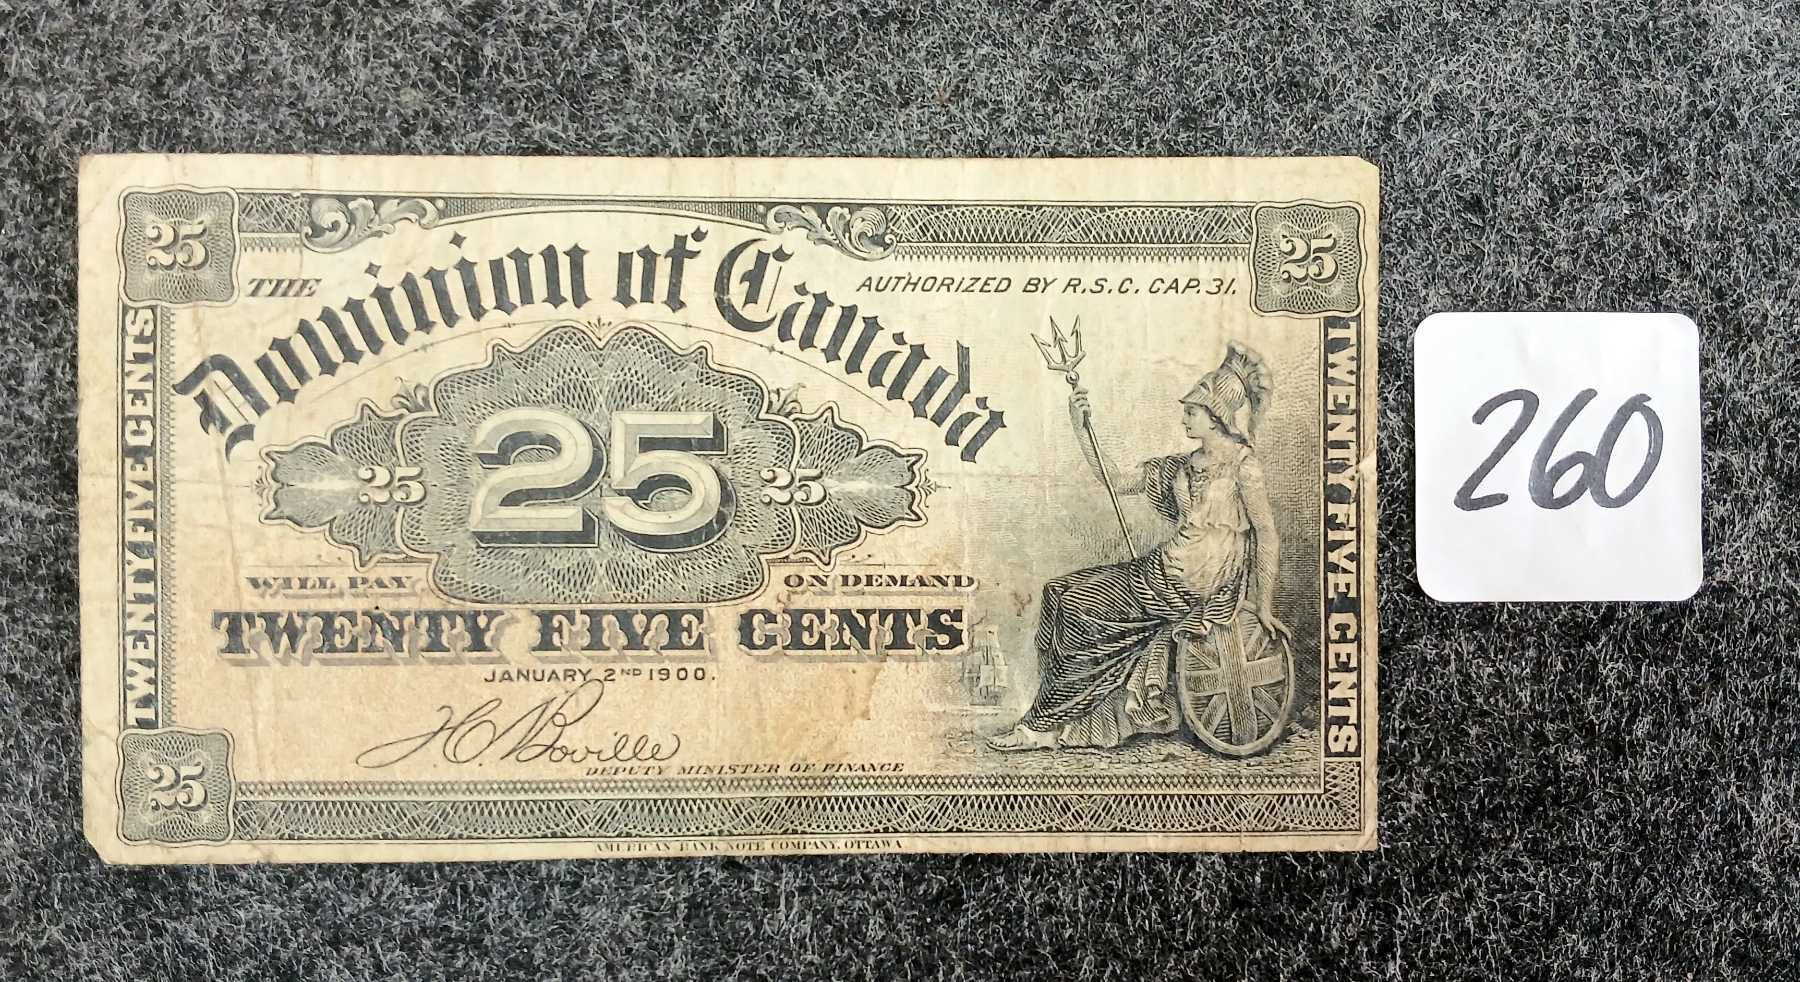 25
25
THE
Dominion of Canada
AUTHORIZED BY R.S.C. CAP. 31.
TWENTY FIVE CENTS
TWENTY FIVE CENTS
25
25
25
260
WILL PAY
ON DEMAND
TWENTY FIVE CENTS
JANUARY 2ND 1900.
H C Boville
DEPUTY MINISTER OF FINANCE
25
AMERICAN BANK NOTE COMPANY, OTTAWA